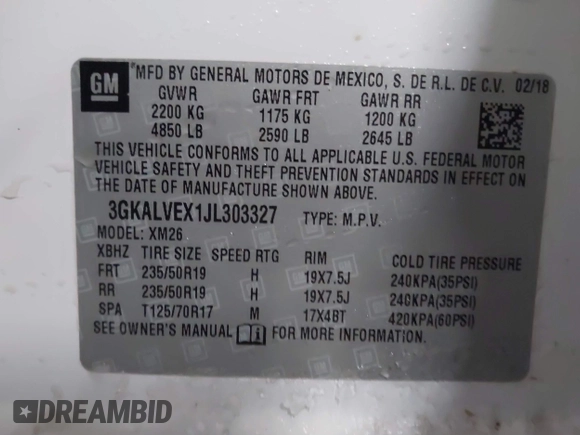 GM
MFD BY GENERAL MOTORS DE MEXICO, S. DE R.L. DE C.V. 02/18
GVWR GAWR FRT GAWR RR
2200 KG 1175 KG 1200 KG
4850 LB 2590 LB 2645 LB
THIS VEHICLE CONFORMS TO ALL APPLICABLE U.S. FEDERAL MOTOR
VEHICLE SAFETY AND THEFT PREVENTION STANDARDS IN EFFECT ON THE
DATE OF MANUFACTURE SHOWN ABOVE.
3GKALVEX1JL303327 TYPE: M.P.V.
MODEL: XM26
XBHZ TIRE SIZE SPEED RTG RIM COLD TIRE PRESSURE
FRT 235/50R19 H 19X7.5J 240KPA(35PSI)
RR 235/50R19 H 19X7.5J 240KPA(35PSI)
SPA T125/70R17 M 17X4BT 420KPA(60PSI)
SEE OWNER'S MANUAL FOR MORE INFORMATION.
DREAMBID